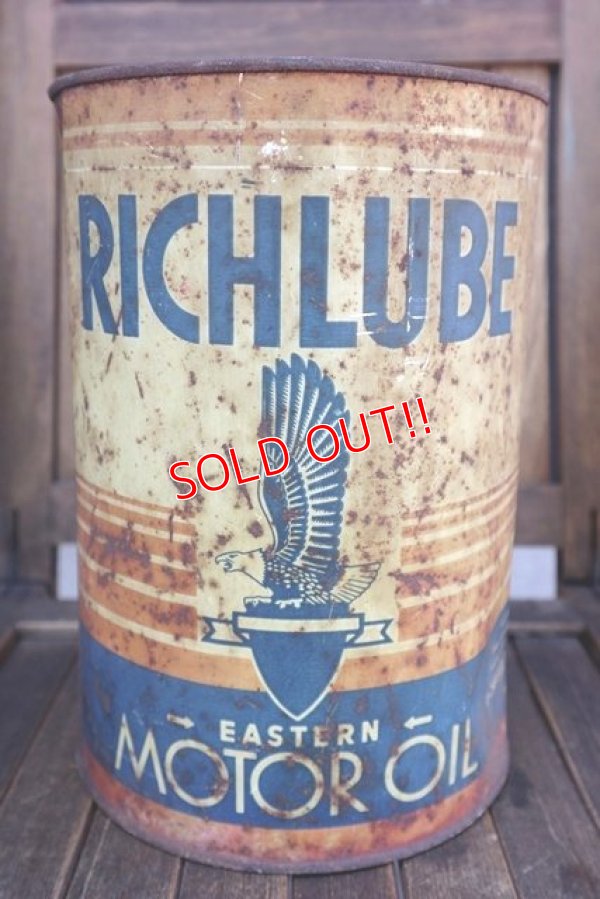 RICHLUBE
SOLD OUT!!
EASTERN
MOTOR OIL